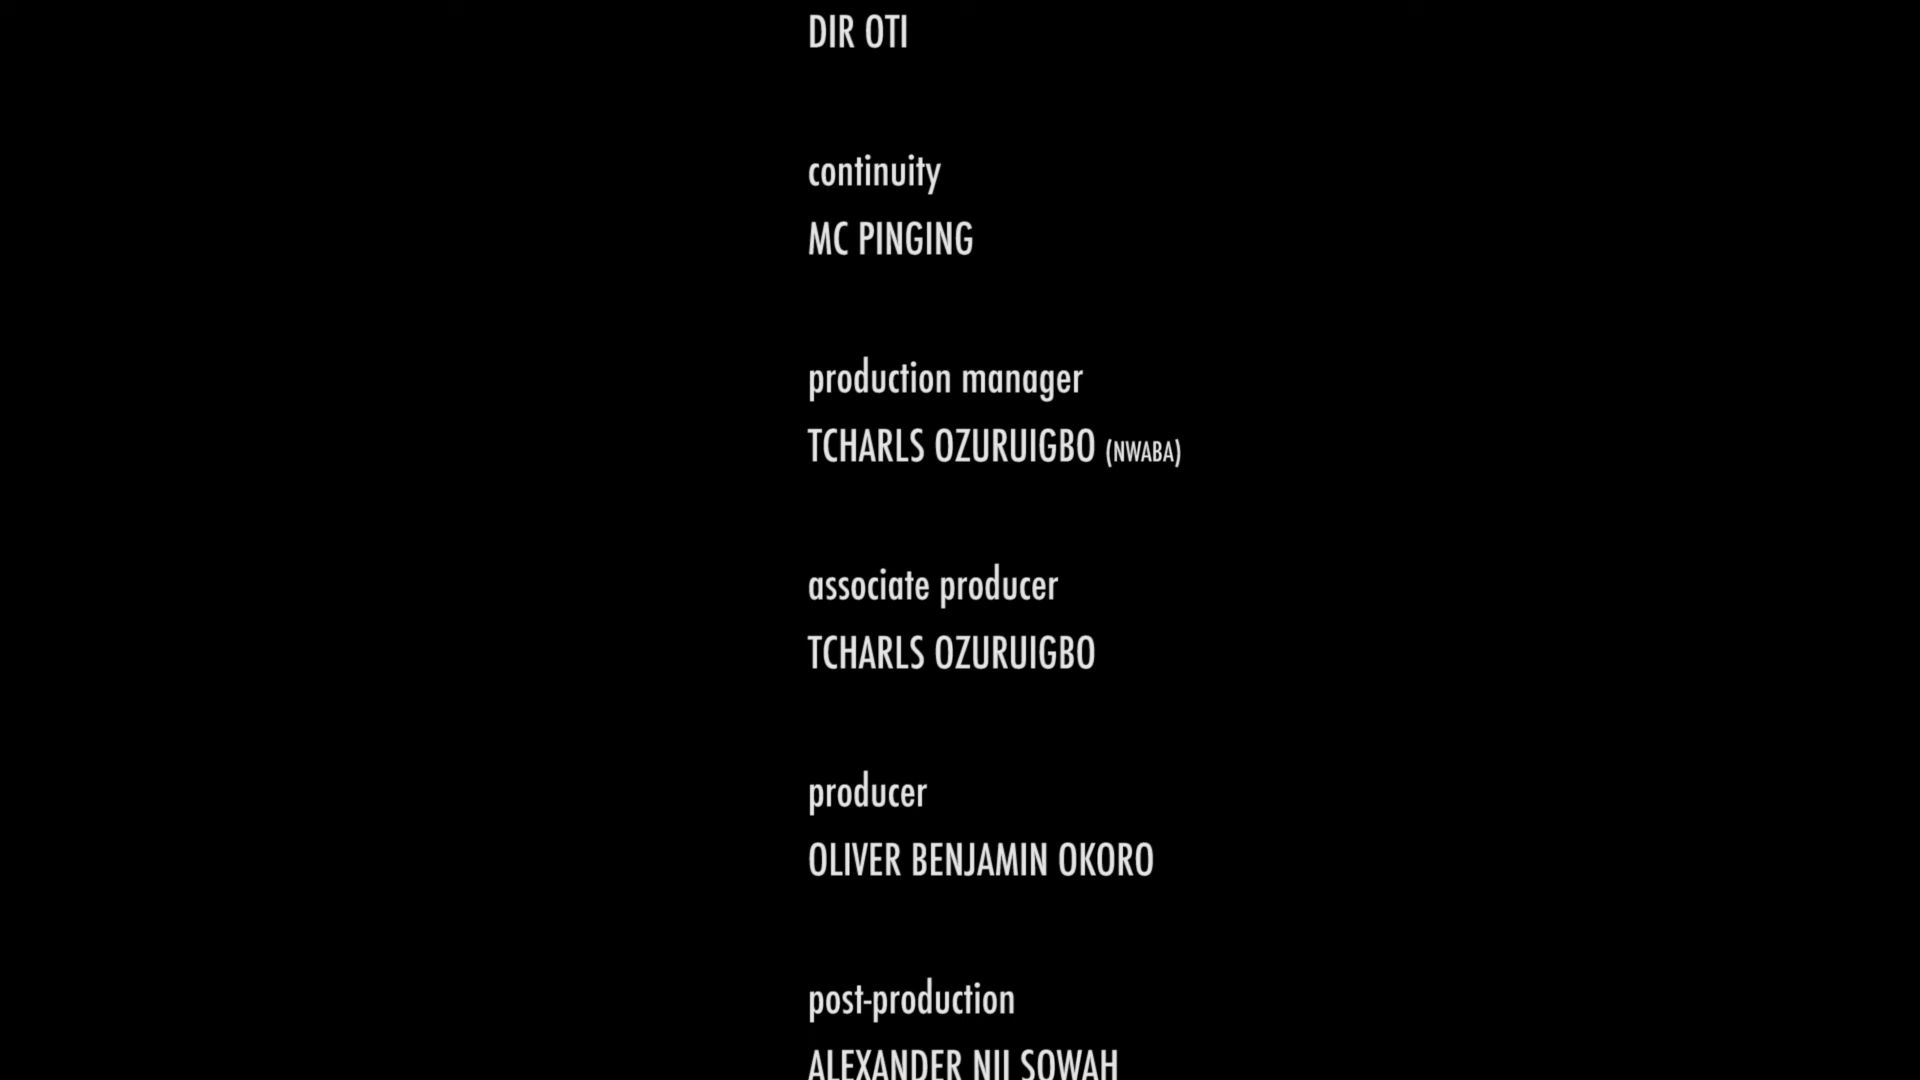 DIR OTI
continuity
MC PINGING
production manager
TCHARLS OZURUIGBO (NWABA)
associate producer
TCHARLS OZURUIGBO
producer
OLIVER BENJAMIN OKORO
post-production
ALEXANDER NII SOWAH